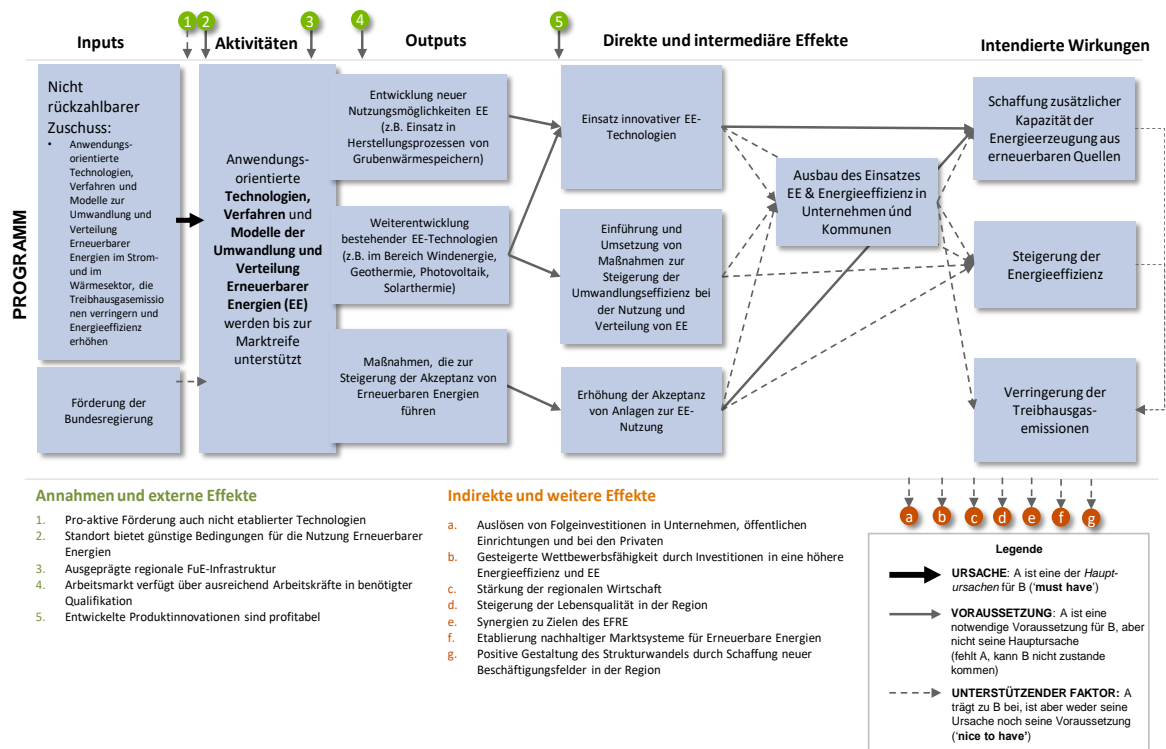 1
2
3
4
5
Inputs
Aktivitäten
Outputs
Direkte und intermediäre Effekte
Intendierte Wirkungen
PROGRAMM
Nicht
rückzahlbarer
Zuschuss:
• Anwendungs-
orientierte
Technologien,
Verfahren und
Modelle zur
Umwandlung und
Verteilung
Erneuerbarer
Energien im Strom-
und im
Wärmesektor, die
Treibhausgasemissio
nen verringern und
Energieeffizienz
erhöhen
Förderung der
Bundesregierung
Anwendungs-
orientierte
Technologien,
Verfahren und
Modelle der
Umwandlung und
Verteilung
Erneuerbarer
Energien (EE)
werden bis zur
Marktreife
unterstützt
Entwicklung neuer
Nutzungsmöglichkeiten EE
(z.B. Einsatz in
Herstellungsprozessen von
Grubenwärmespeichern)
Weiterentwicklung
bestehender EE-Technologien
(z.B. im Bereich Windenergie,
Geothermie, Photovoltaik,
Solarthermie)
Maßnahmen, die zur
Steigerung der Akzeptanz von
Erneuerbaren Energien
führen
Einsatz innovativer EE-
Technologien
Einführung und
Umsetzung von
Maßnahmen zur
Steigerung der
Umwandlungseffizienz bei
der Nutzung und
Verteilung von EE
Erhöhung der Akzeptanz
von Anlagen zur EE-
Nutzung
Ausbau des Einsatzes
EE & Energieeffizienz in
Unternehmen únd
Kommunen
Schaffung zusätzlicher
Kapazität der
Energieerzeugung aus
erneuerbaren Quellen
Steigerung der
Energieeffizienz
Verringerung der
Treibhausgas-
emissionen
Annahmen und externe Effekte
1. Pro-aktive Förderung auch nicht etablierter Technologien
2. Standort bietet günstige Bedingungen für die Nutzung Erneuerbarer
Energien
3. Ausgeprägte regionale FuE-Infrastruktur
4. Arbeitsmarkt verfügt über ausreichend Arbeitskräfte in benötigter
Qualifikation
5. Entwickelte Produktinnovationen sind profitabel
Indirekte und weitere Effekte
a. Auslösen von Folgeinvestitionen in Unternehmen, öffentlichen
Einrichtungen und bei den Privaten
b. Gesteigerte Wettbewerbsfähigkeit durch Investitionen in eine höhere
Energieeffizienz und EE
c. Stärkung der regionalen Wirtschaft
d. Steigerung der Lebensqualität in der Region
e. Synergien zu Zielen des EFRE
f. Etablierung nachhaltiger Marktsysteme für Erneuerbare Energien
g. Positive Gestaltung des Strukturwandels durch Schaffung neuer
Beschäftigungsfelder in der Region
a
b
c
d
e
f
g
Legende
URSACHE: A ist eine der Haupt-
ursachen für B (‘must have’)
VORAUSSETZUNG: A ist eine
notwendige Voraussetzung für B, aber
nicht seine Hauptursache
(fehlt A, kann B nicht zustande
kommen)
UNTERSTÜTZENDER FAKTOR: A
trägt zu B bei, ist aber weder seine
Ursache noch seine Voraussetzung
(‘nice to have’)